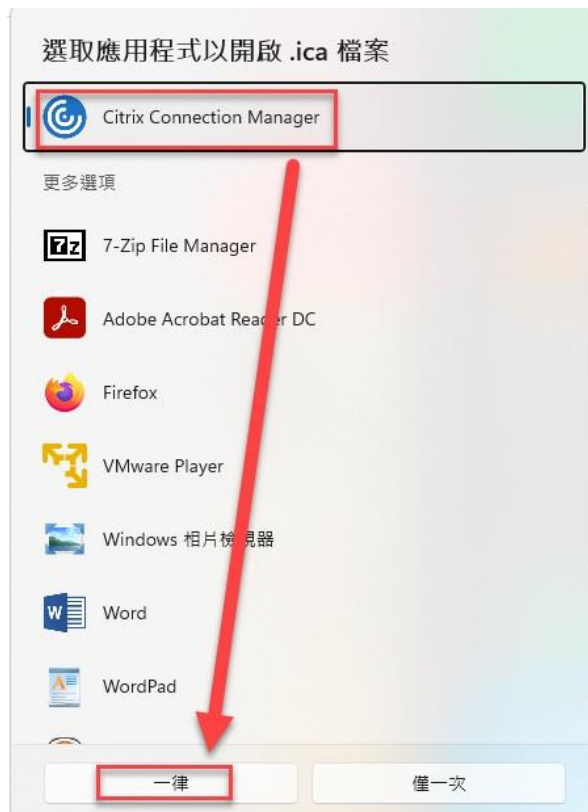 選取應用程式以開啟 .ica 檔案
Citrix Connection Manager
更多選項
7-Zip File Manager
Adobe Acrobat Reader DC
Firefox
VMware Player
Windows 相片檢視器
Word
WordPad
一律
僅一次